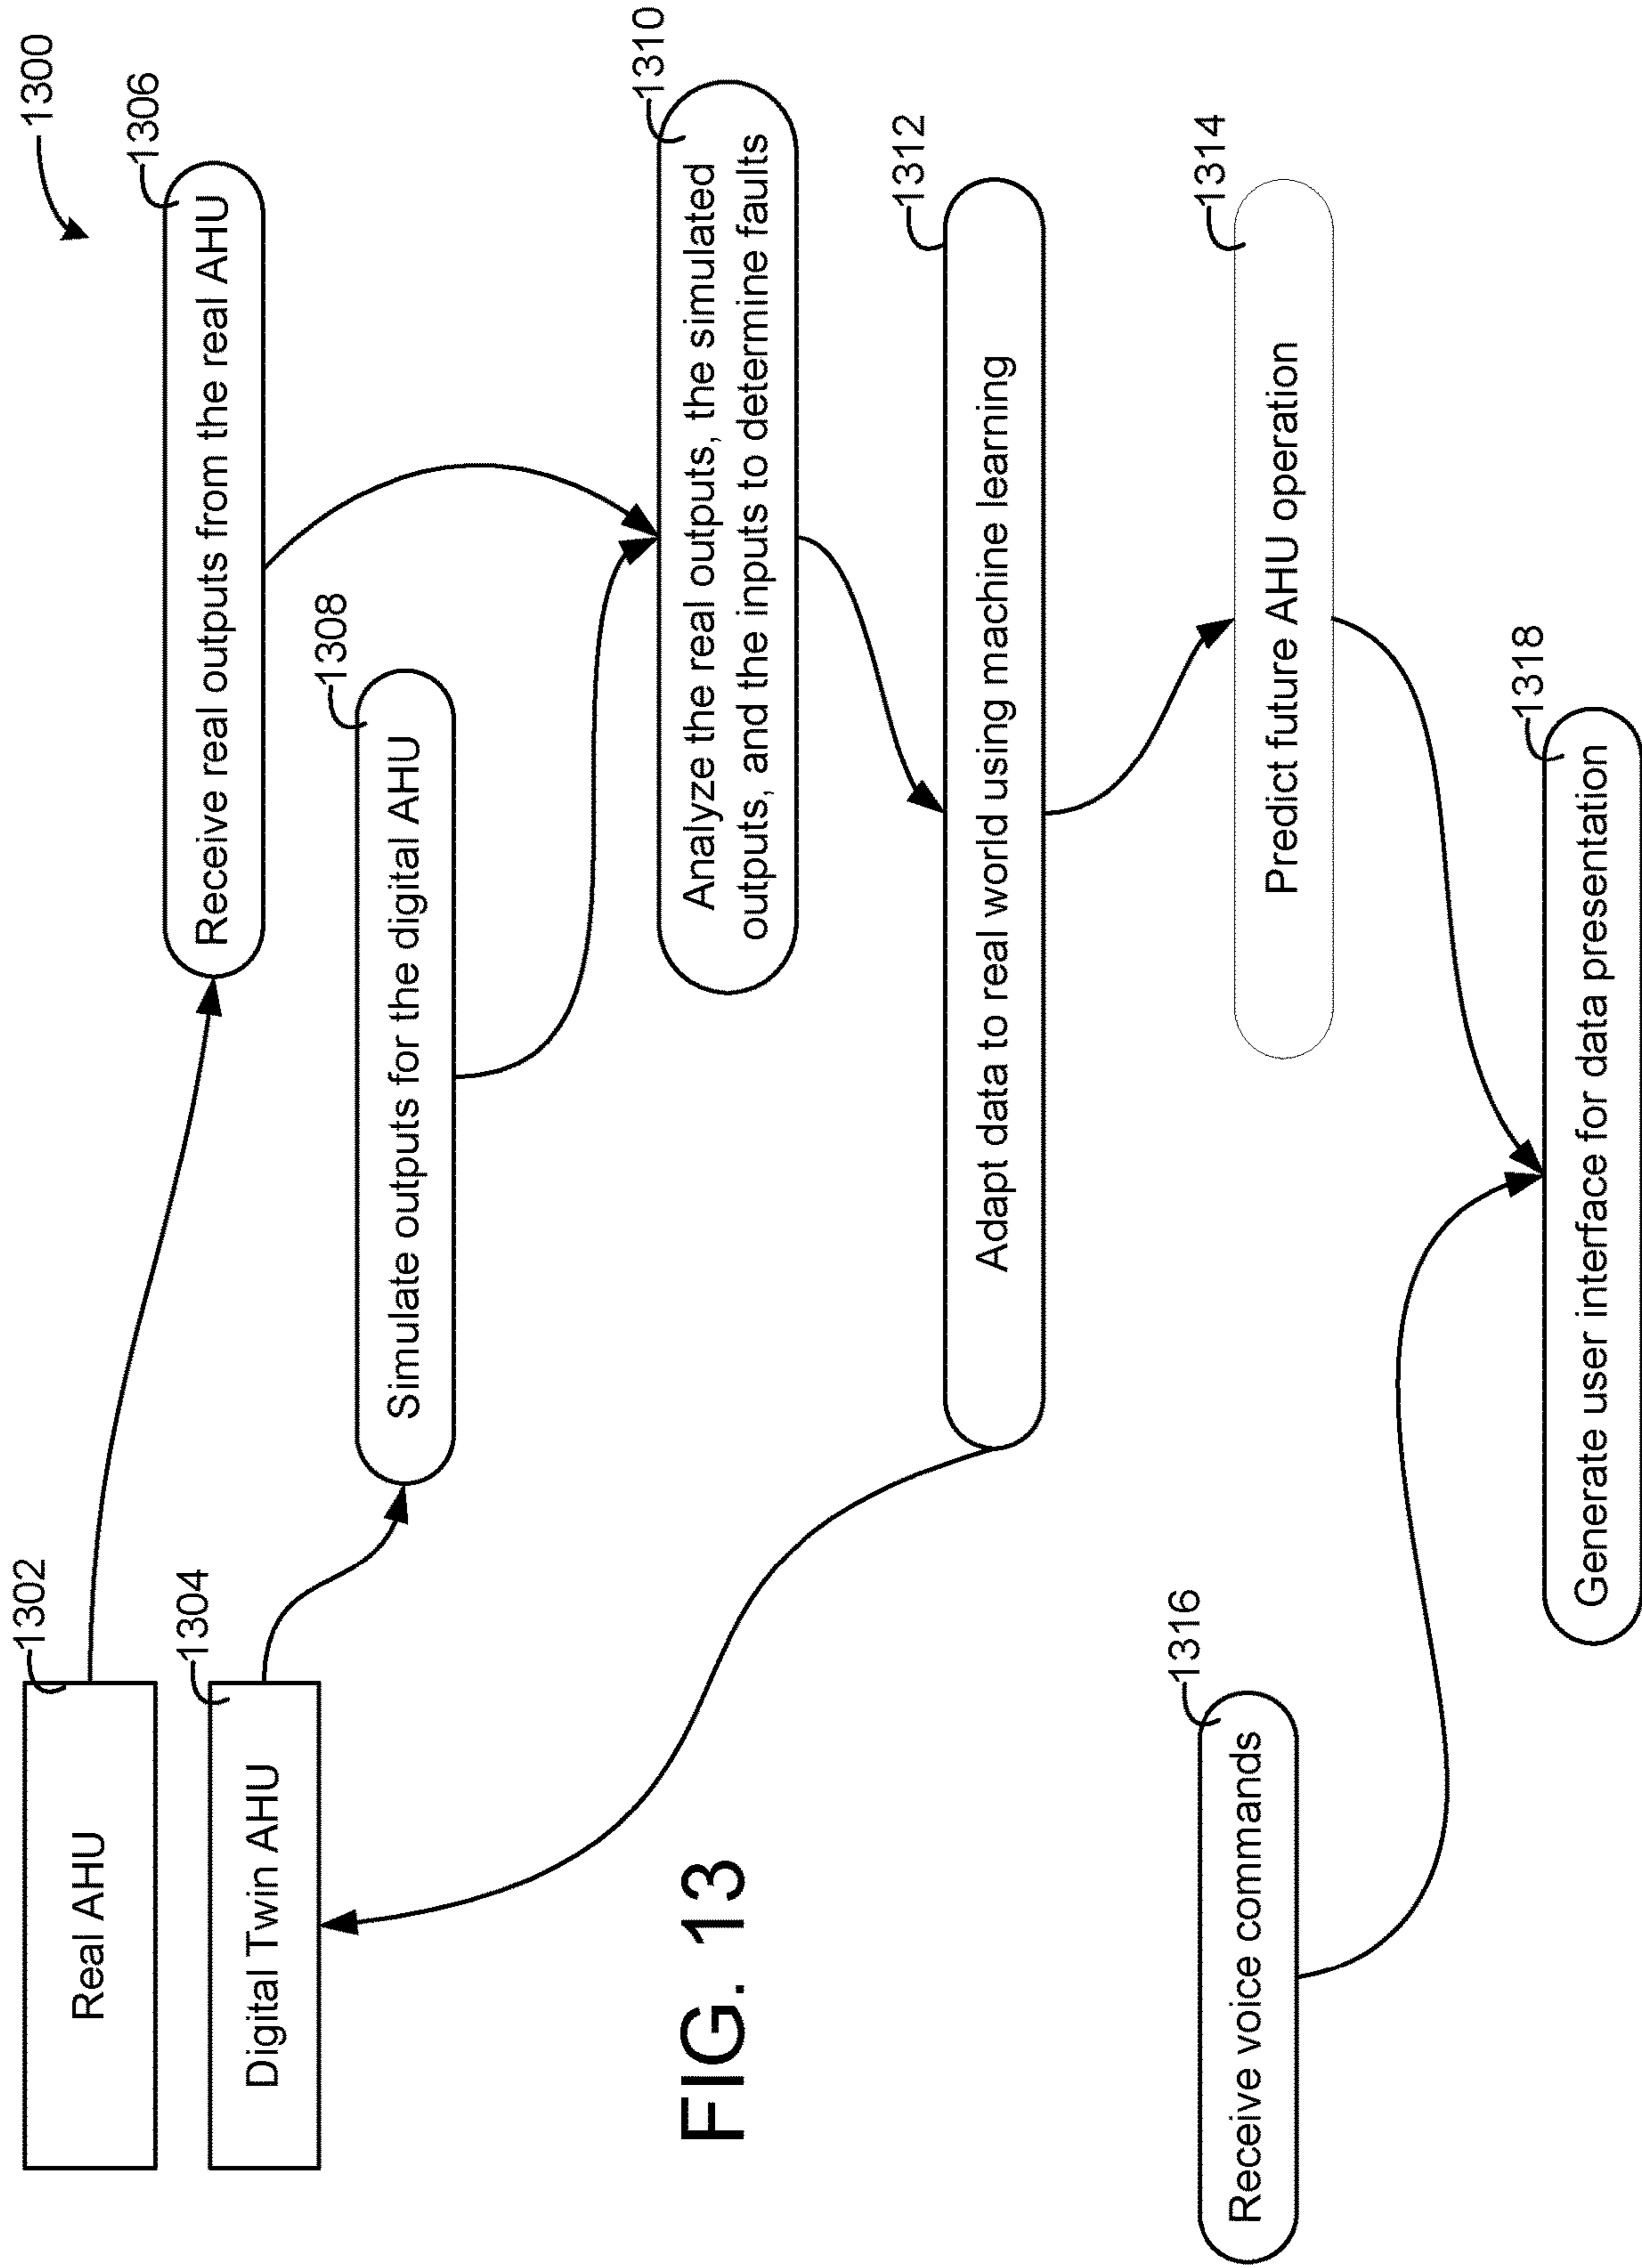 1300
1302
Real AHU
1304
Digital Twin AHU
1306
Receive real outputs from the real AHU
1308
Simulate outputs for the digital AHU
1310
Analyze the real outputs, the simulated
outputs, and the inputs to determine faults
1312
Adapt data to real world using machine learning
1314
Predict future AHU operation
1316
Receive voice commands
1318
Generate user interface for data presentation
FIG. 13